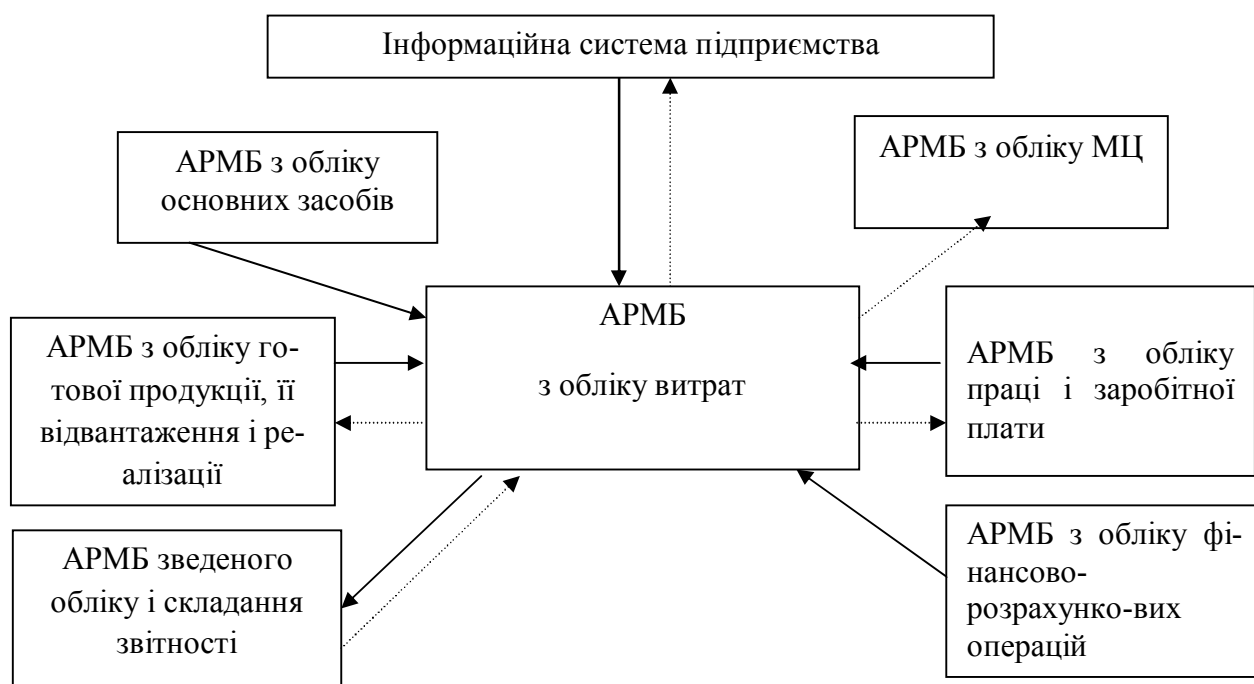 Інформаційна система підприємства
АРМБ з обліку
основних засобів
АРМБ з обліку МЦ
АРМБ
з обліку витрат
АРМБ з обліку го-
тової продукції, її
відвантаження і ре-
алізації
АРМБ з обліку
праці і заробітної
плати
АРМБ зведеного
обліку і складання
звітності
АРМБ з обліку фі-
нансово-
розрахунко-вих
операцій